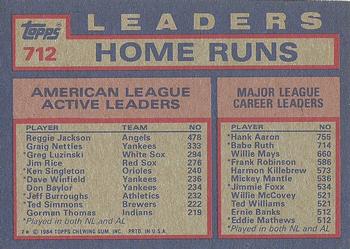 LEADERS
Topps
712
HOME RUNS
AMERICAN LEAGUE
ACTIVE LEADERS
PLAYER TEAM NO
Reggie Jackson Angels 478
Craig Nettles Yankees 333
*Greg Luzinski White Sox 294
Jim Rice Red Sox 276
*Ken Singleton Orioles 240
*Dave Winfield Yankees
Don Baylor Yankees
*Jeff Burroughs Athletics
*Ted Simmons Brewers
Gorman Thomas Indians 219
*Played in both NL and AL
MAJOR LEAGUE
CAREER LEADERS
PLAYER NO
*Hank Aaron 755
*Babe Ruth 714
Willie Mays 660
*Frank Robinson 586
Harmon Killebrew 573
Mickey Mantle 536
*Jimmie Foxx 534
Willie McCovey 521
Ted Williams 521
Ernie Banks 512
*Eddie Mathews 512
*Played in both NL and AL
* © 1984 TOPPS CHEWING GUM, INC. PRTD. IN U.S.A.